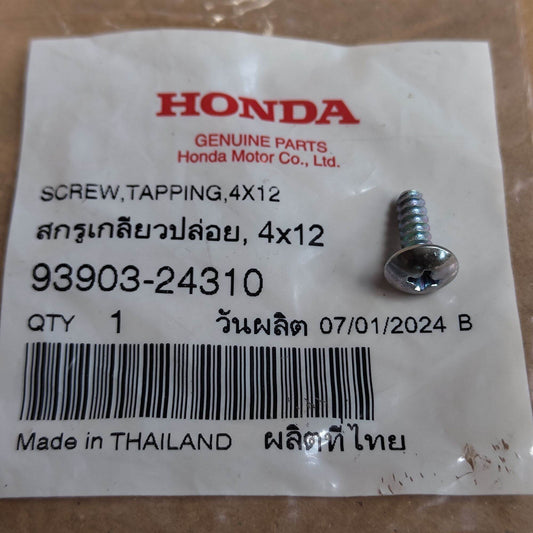 HONDA
GENUINE PARTS
Honda Motor Co., Ltd.
SCREW,TAPPING,4X12
สกรูเกลียวปล่อย, 4x12
93903-24310
QTY 1 วันผลิต 07/01/2024 B
Made in THAILAND ผลิตที่ไทย